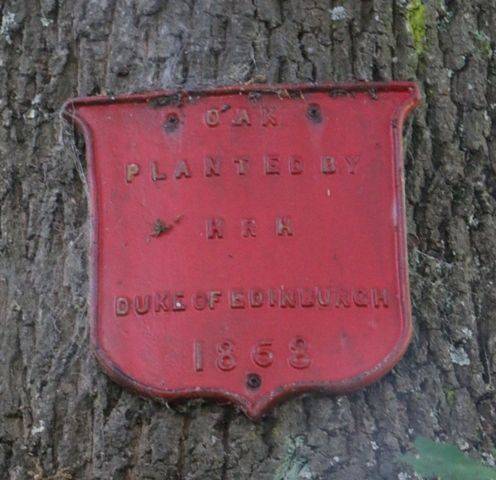 OAK
PLANTED BY
HRH
DUKE OF EDINBURGH
1868